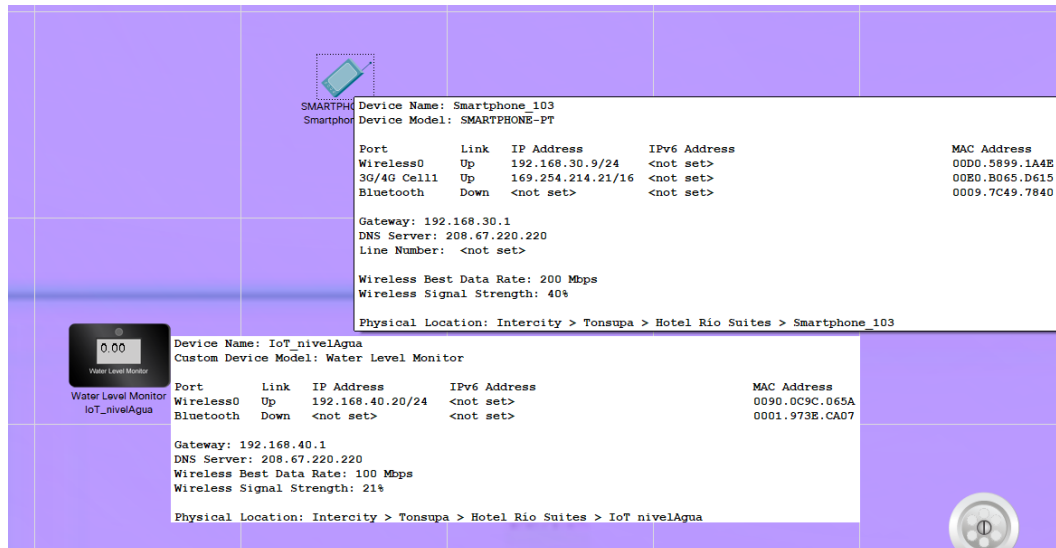 SMARTPHO
Smartphon
Device Name: Smartphone_103
Device Model: SMARTPHONE-PT
Port Link IP Address IPv6 Address MAC Address
Wireless0 Up 192.168.30.9/24 <not set> 00D0.5899.1A4E
3G/4G Cell1 Up 169.254.214.21/16 <not set> 00E0.B065.D615
Bluetooth Down <not set> <not set> 0009.7C49.7840
Gateway: 192.168.30.1
DNS Server: 208.67.220.220
Line Number: <not set>
Wireless Best Data Rate: 200 Mbps
Wireless Signal Strength: 40%
Physical Location: Intercity > Tonsupa > Hotel Río Suites > Smartphone_103
0.00
Water Level Monitor
Water Level Monitor
IoT_nivelAgua
Device Name: IoT_nivelAgua
Custom Device Model: Water Level Monitor
Port Link IP Address IPv6 Address MAC Address
Wireless0 Up 192.168.40.20/24 <not set> 0090.0C9C.065A
Bluetooth Down <not set> <not set> 0001.973E.CA07
Gateway: 192.168.40.1
DNS Server: 208.67.220.220
Wireless Best Data Rate: 100 Mbps
Wireless Signal Strength: 21%
Physical Location: Intercity > Tonsupa > Hotel Río Suites > IoT_nivelAgua